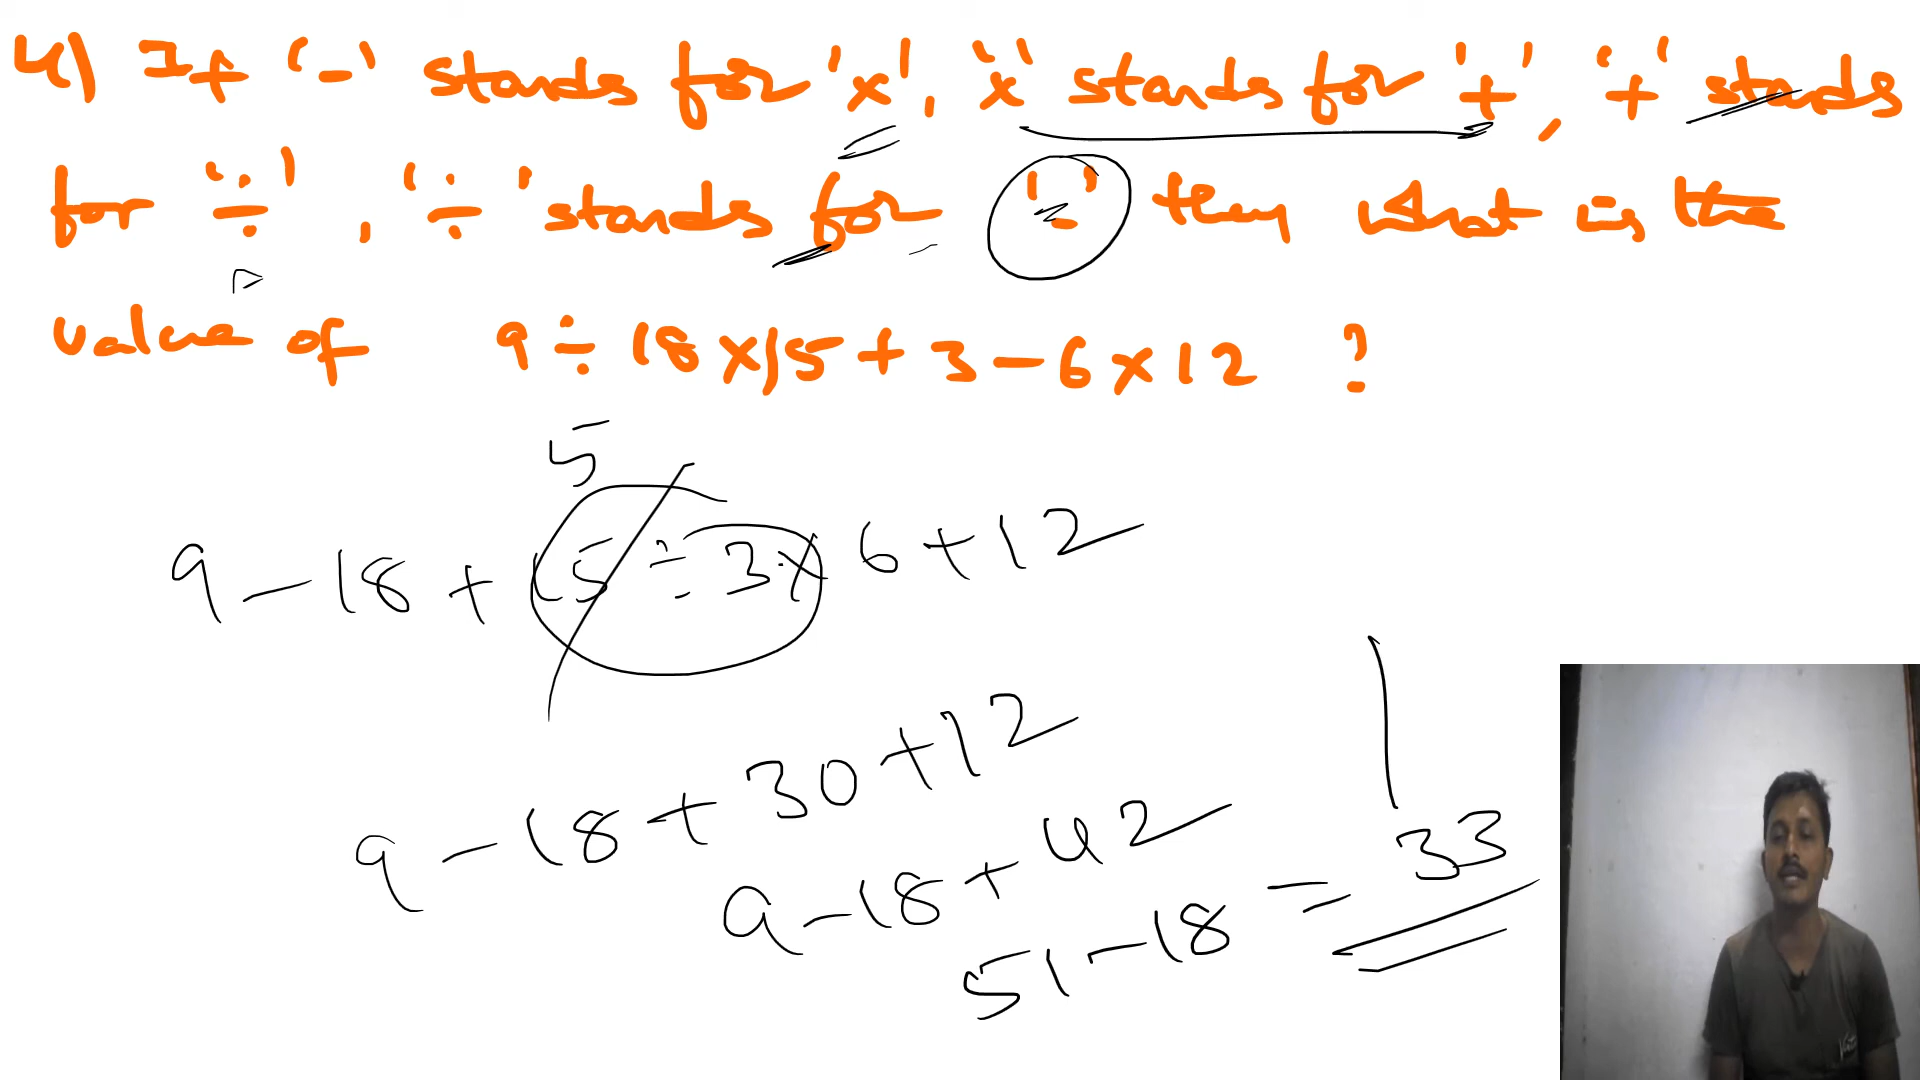 4) If '-' stands for 'x', 'x' stands for '+', '+' stands
for '÷', '÷' stands for '-' then what is the
value of 9 ÷ 18 x 15 + 3 - 6 x 12 ?
5
9 - 18 + 15 ÷ 3 x 6 + 12
9 - 18 + 30 + 12
9 - 18 + 42
51 - 18 = 33